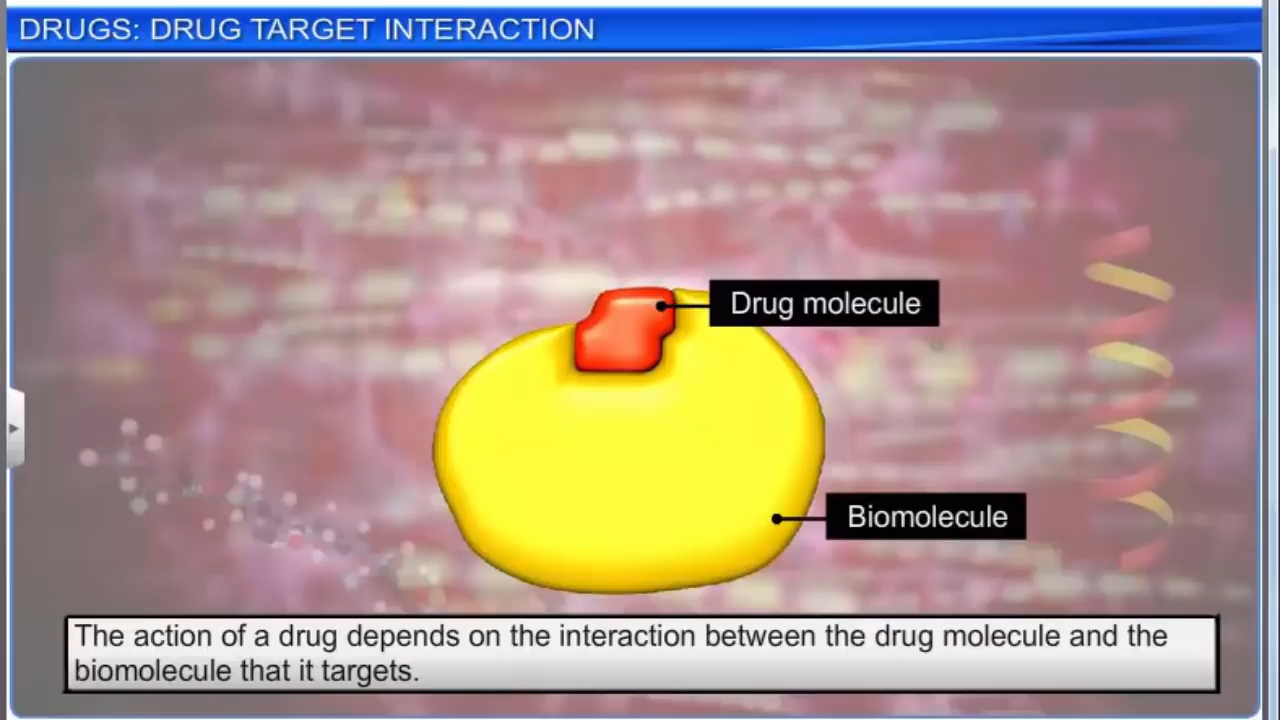 DRUGS: DRUG TARGET INTERACTION
Drug molecule
Biomolecule
The action of a drug depends on the interaction between the drug molecule and the
biomolecule that it targets.